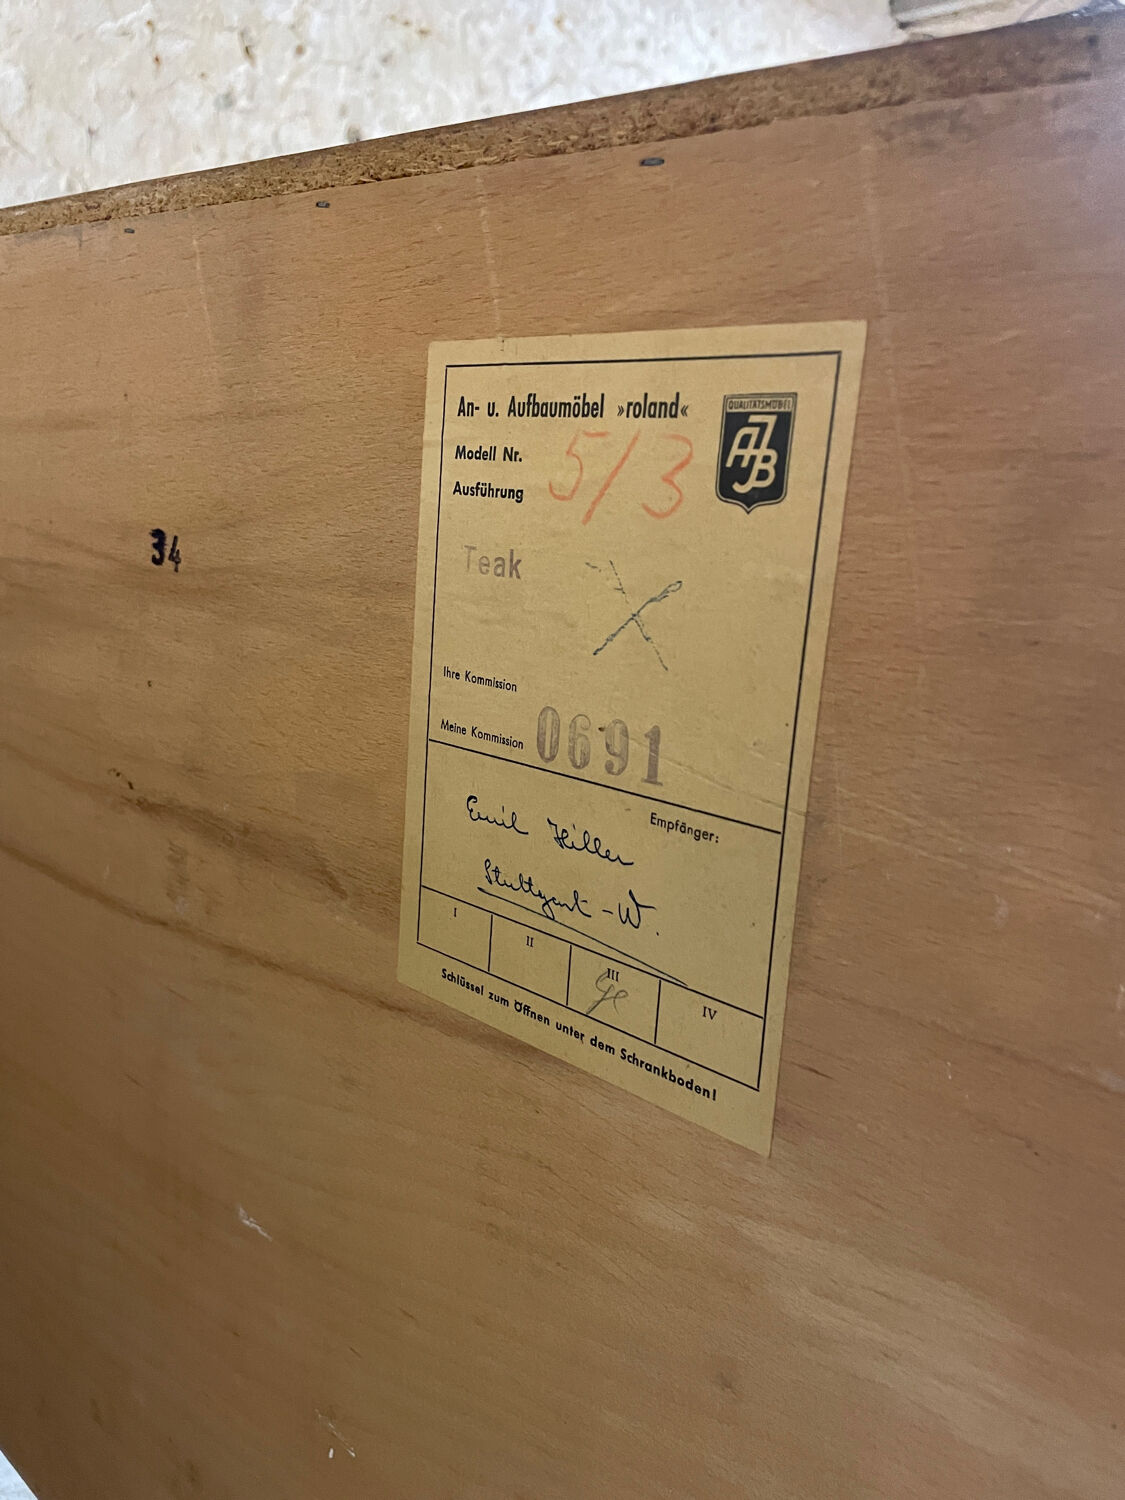 An- u. Aufbaumöbel »roland«
QUALITÄTSMÖBEL
AJB
Modell Nr. 5/3
Ausführung
Teak
34
Ihre Kommission
Meine Kommission 0691
Empfänger:
Emil Hiller
Stuttgart-W.
I II III IV
Schlüssel zum Öffnen unter dem Schrankboden!